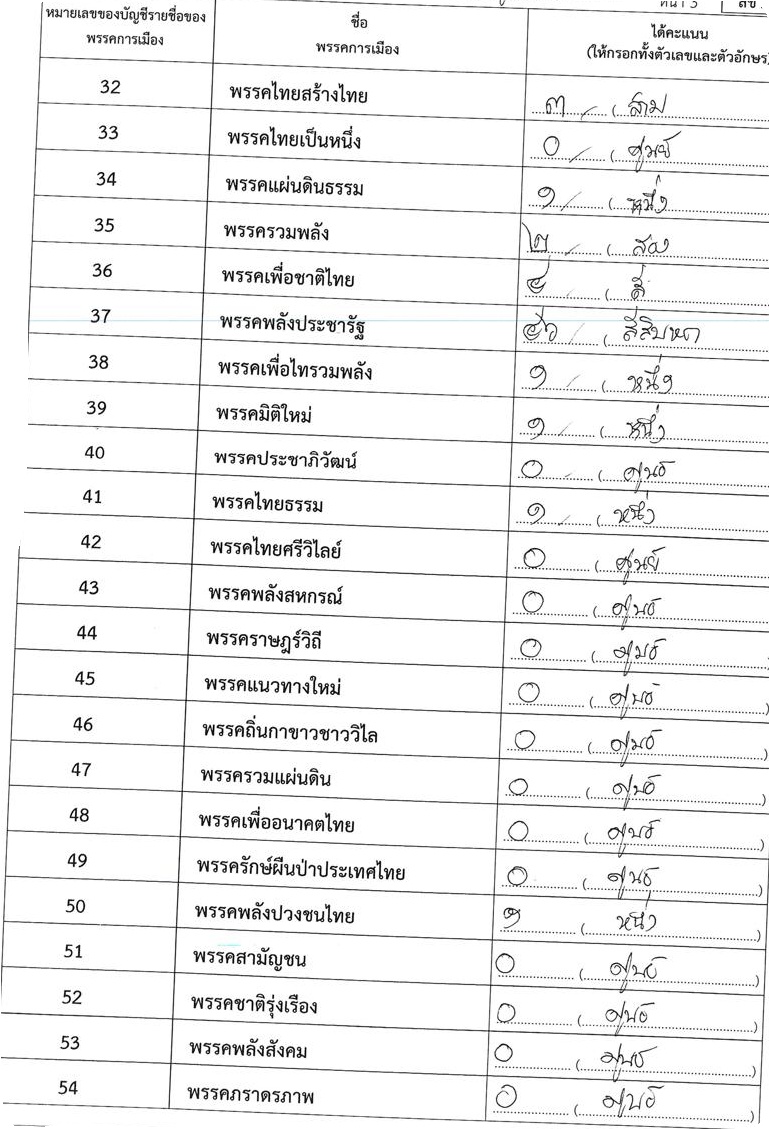 หมายเลขของบัญชีรายชื่อของ
พรรคการเมือง
ชื่อ
พรรคการเมือง
ได้คะแนน
(ให้กรอกทั้งตัวเลขและตัวอักษร)
32 พรรคไทยสร้างไทย ๓ (สาม
33 พรรคไทยเป็นหนึ่ง ๐ (ศูนย์
34 พรรคแผ่นดินธรรม ๑ (หนึ่ง
35 พรรครวมพลัง ๒ (สอง
36 พรรคเพื่อชาติไทย ๔ (สี่
37 พรรคพลังประชารัฐ ๔๖ (สี่สิบหก
38 พรรคเพื่อไทรวมพลัง ๑ (หนึ่ง
39 พรรคมิติใหม่ ๑ (หนึ่ง
40 พรรคประชาภิวัฒน์ ๐ (ศูนย์
41 พรรคไทยธรรม ๑ (หนึ่ง
42 พรรคไทยศรีวิไลย์ ๐ (ศูนย์
43 พรรคพลังสหกรณ์ ๐ (ศูนย์
44 พรรคราษฎร์วิถี ๐ (ศูนย์
45 พรรคแนวทางใหม่ ๐ (ศูนย์)
46 พรรคถิ่นกาขาวชาววิไล ๐ (ศูนย์)
47 พรรครวมแผ่นดิน ๐ (ศูนย์)
48 พรรคเพื่ออนาคตไทย ๐ (ศูนย์)
49 พรรครักษ์ผืนป่าประเทศไทย ๐ (ศูนย์)
50 พรรคพลังปวงชนไทย ๑ (หนึ่ง)
51 พรรคสามัญชน ๐ (ศูนย์)
52 พรรคชาติรุ่งเรือง ๐ (ศูนย์)
53 พรรคพลังสังคม ๐ (ศูนย์)
54 พรรคภราดรภาพ ๐ (ศูนย์)